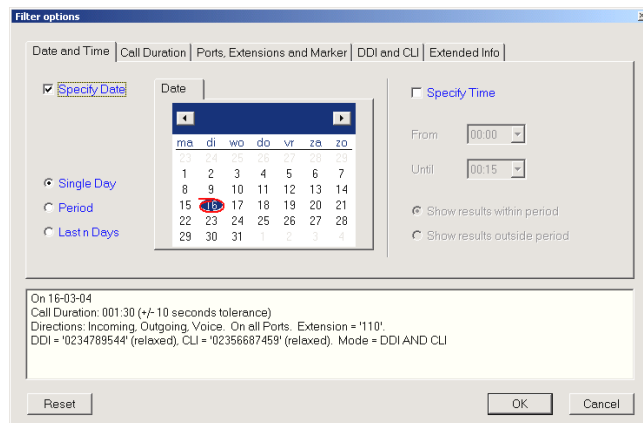 Filter options
Date and Time Call Duration Ports, Extensions and Marker DDI and CLI Extended Info
Specify Date
Date
ma di wo do vr za zo
23 24 25 26 27 28 29
1 2 3 4 5 6 7
8 9 10 11 12 13 14
15 16 17 18 19 20 21
22 23 24 25 26 27 28
29 30 31 1 2 3 4
Single Day
Period
Last n Days
Specify Time
From 00:00
Until 00:15
Show results within period
Show results outside period
On 16-03-04
Call Duration: 001:30 (+/- 10 seconds tolerance)
Directions: Incoming, Outgoing, Voice. On all Ports. Extension = '110'.
DDI = '0234789544' (relaxed), CLI = '02356687459' (relaxed). Mode = DDI AND CLI
Reset OK Cancel